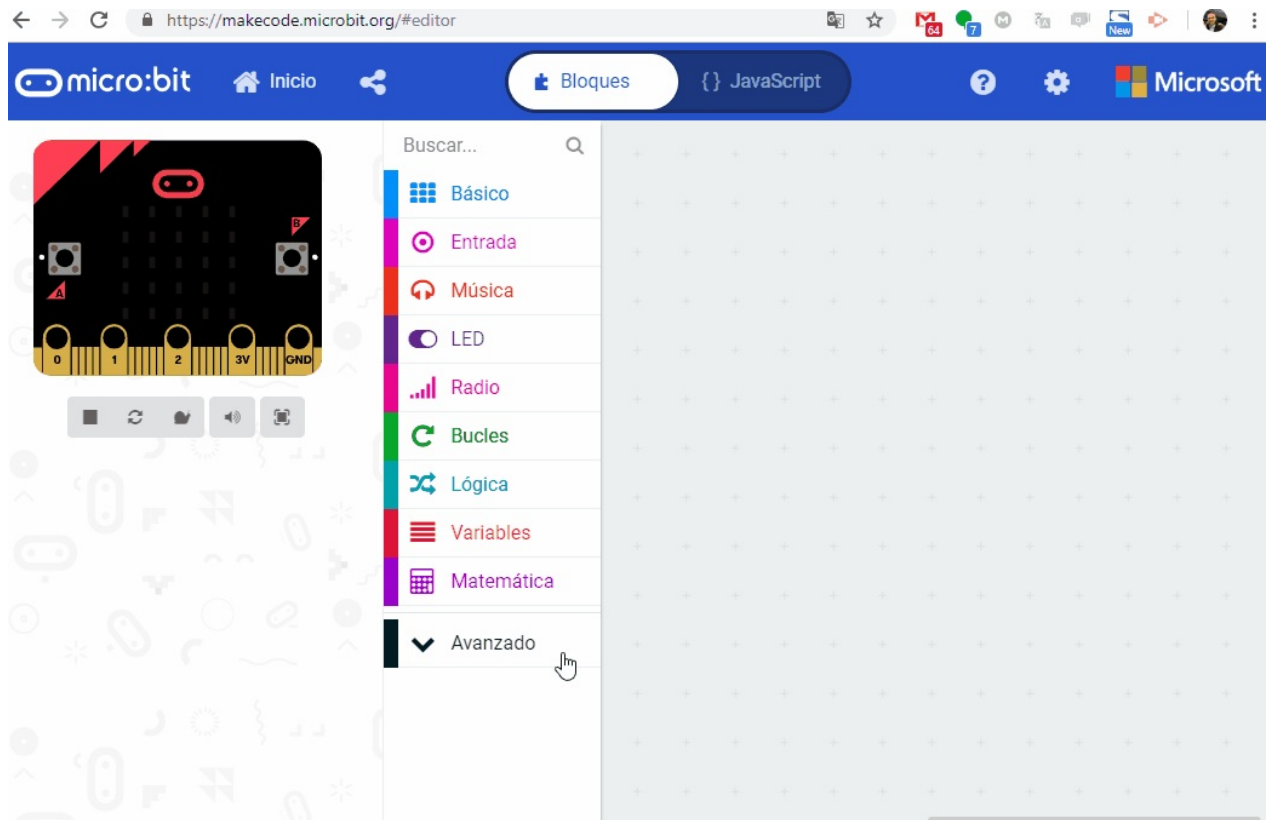 https://makecode.microbit.org/#editor
64
7
New
micro:bit
Inicio
Bloques
{ } JavaScript
Microsoft
Buscar...
Básico
Entrada
Música
LED
Radio
Bucles
Lógica
Variables
Matemática
Avanzado
B
A
0 1 2 3V GND